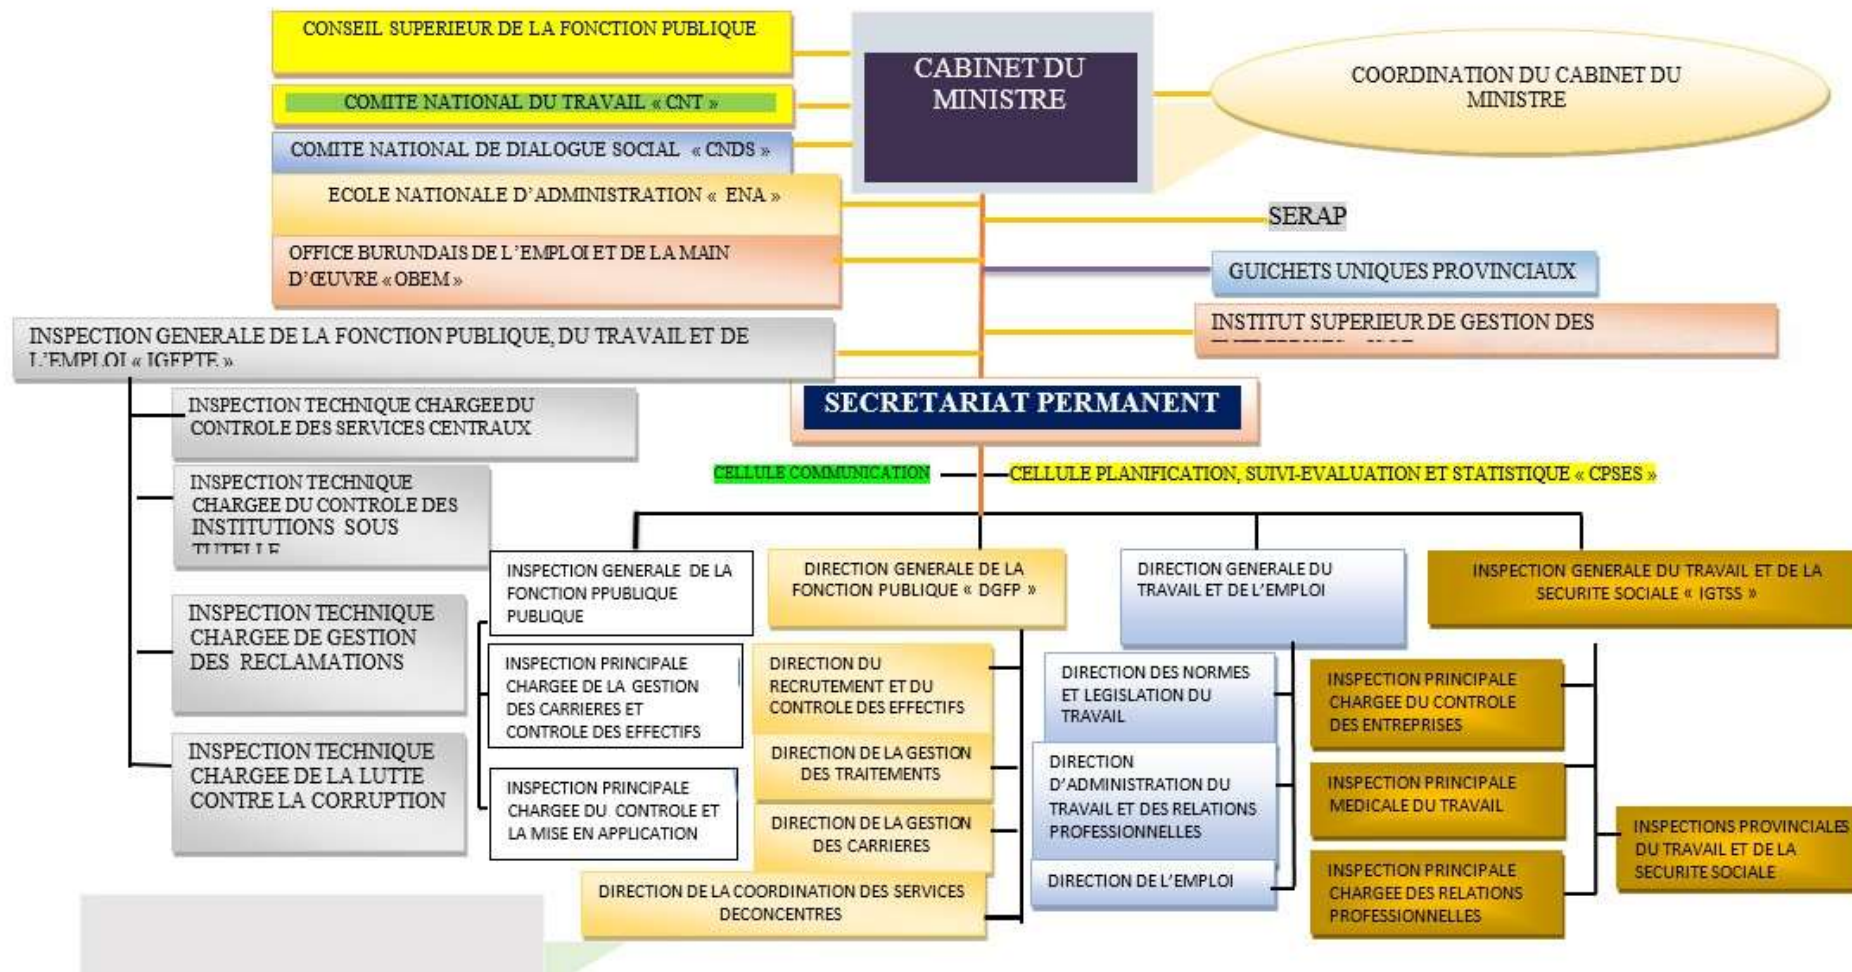 CONSEIL SUPERIEUR DE LA FONCTION PUBLIQUE
COMITE NATIONAL DU TRAVAIL « CNT »
COMITE NATIONAL DE DIALOGUE SOCIAL « CNDS »
ECOLE NATIONALE D'ADMINISTRATION « ENA »
OFFICE BURUNDAIS DE L'EMPLOI ET DE LA MAIN
D'ŒUVRE « OBEM »
CABINET DU
MINISTRE
COORDINATION DU CABINET DU
MINISTRE
SERAP
GUICHETS UNIQUES PROVINCIAUX
INSTITUT SUPERIEUR DE GESTION DES
INSPECTION GENERALE DE LA FONCTION PUBLIQUE, DU TRAVAIL ET DE
L'EMPLOI « IGFPTE »
SECRETARIAT PERMANENT
CELLULE COMMUNICATION
CELLULE PLANIFICATION, SUIVI-EVALUATION ET STATISTIQUE « CPSES »
INSPECTION TECHNIQUE CHARGEE DU
CONTROLE DES SERVICES CENTRAUX
INSPECTION TECHNIQUE
CHARGEE DU CONTROLE DES
INSTITUTIONS SOUS
TUTELLE
INSPECTION TECHNIQUE
CHARGEE DE GESTION
DES RECLAMATIONS
INSPECTION TECHNIQUE
CHARGEE DE LA LUTTE
CONTRE LA CORRUPTION
INSPECTION GENERALE DE LA
FONCTION PPUBLIQUE
PUBLIQUE
INSPECTION PRINCIPALE
CHARGEE DE LA GESTION
DES CARRIERES ET
CONTROLE DES EFFECTIFS
INSPECTION PRINCIPALE
CHARGEE DU CONTROLE ET
LA MISE EN APPLICATION
DIRECTION GENERALE DE LA
FONCTION PUBLIQUE « DGFP »
DIRECTION DU
RECRUTEMENT ET DU
CONTROLE DES EFFECTIFS
DIRECTION DE LA GESTION
DES TRAITEMENTS
DIRECTION DE LA GESTION
DES CARRIERES
DIRECTION DE LA COORDINATION DES SERVICES
DECONCENTRES
DIRECTION GENERALE DU
TRAVAIL ET DE L'EMPLOI
DIRECTION DES NORMES
ET LEGISLATION DU
TRAVAIL
DIRECTION
D'ADMINISTRATION DU
TRAVAIL ET DES RELATIONS
PROFESSIONNELLES
DIRECTION DE L'EMPLOI
INSPECTION GENERALE DU TRAVAIL ET DE LA
SECURITE SOCIALE « IGTSS »
INSPECTION PRINCIPALE
CHARGEE DU CONTROLE
DES ENTREPRISES
INSPECTION PRINCIPALE
MEDICALE DU TRAVAIL
INSPECTION PRINCIPALE
CHARGEE DES RELATIONS
PROFESSIONNELLES
INSPECTIONS PROVINCIALES
DU TRAVAIL ET DE LA
SECURITE SOCIALE